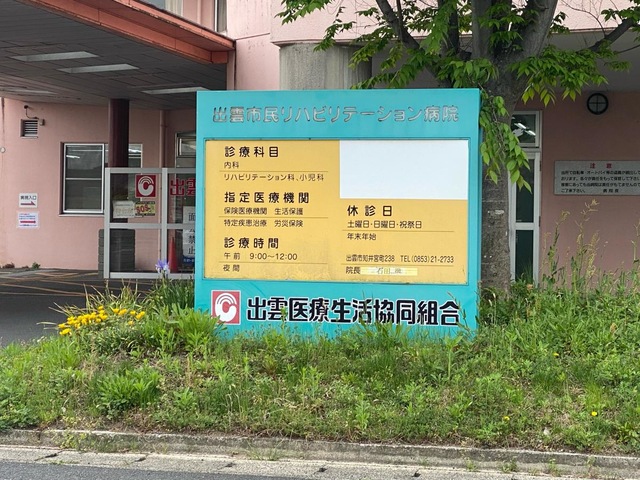 出雲市民リハビリテーション病院
診療科目
内科
リハビリテーション科、小児科
指定医療機関
保険医療機関 生活保護
特定疾患治療 労災保険
診療時間
午前 9:00〜12:00
夜間
休診日
土曜日・日曜日・祝祭日
年末年始
出雲市知井宮町238 TEL (0853)21-2733
院長
出雲医療生活協同組合
注意